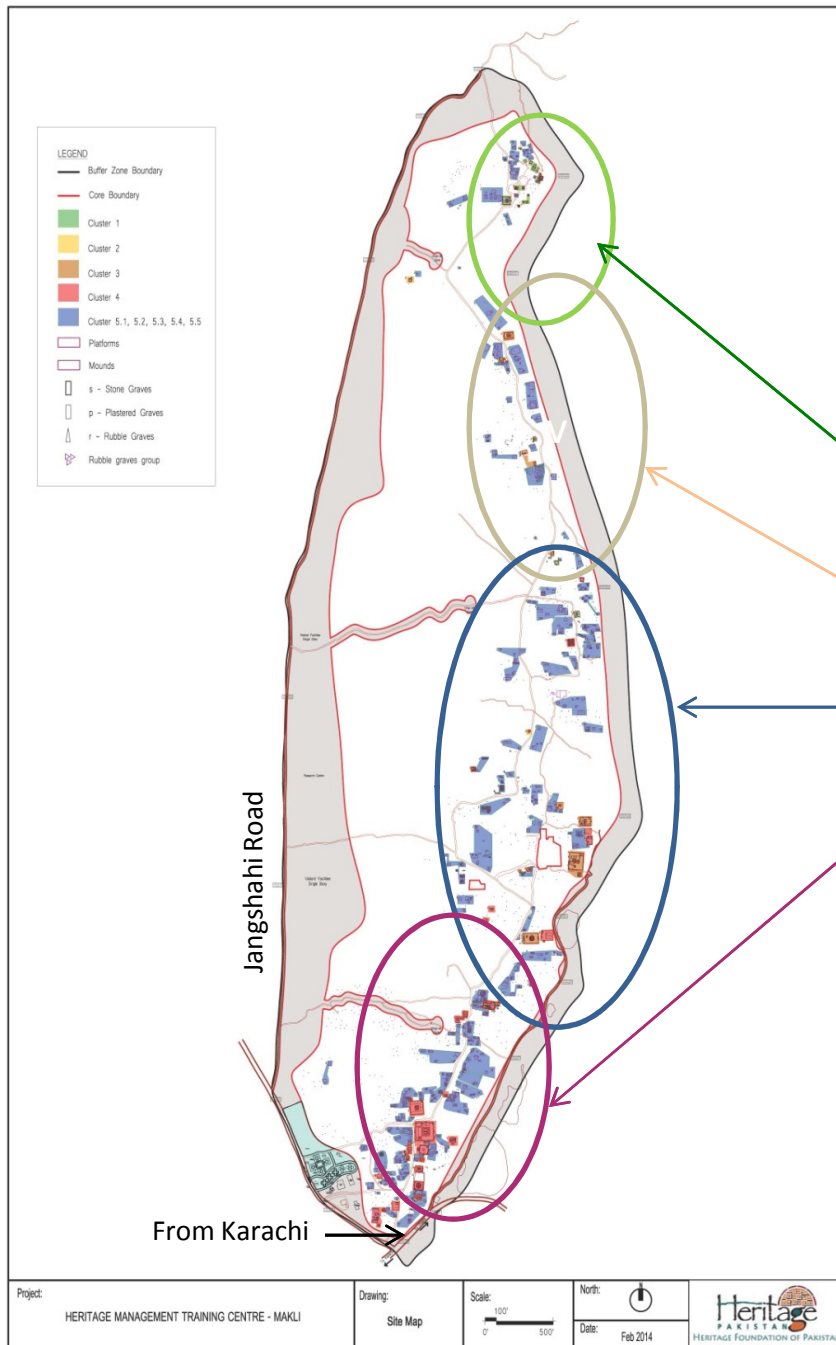 LEGEND
Buffer Zone Boundary
Core Boundary
Cluster 1
Cluster 2
Cluster 3
Cluster 4
Cluster 5.1, 5.2, 5.3, 5.4, 5.5
Platforms
Mounds
s - Stone Graves
p - Plastered Graves
r - Rubble Graves
Rubble graves group
V
Jangshahi Road
From Karachi
Project:
HERITAGE MANAGEMENT TRAINING CENTRE - MAKLI
Drawing:
Site Map
Scale:
100'
0' 500'
North:
Date:
Feb 2014
Heritage
PAKISTAN
HERITAGE FOUNDATION OF PAKISTAN